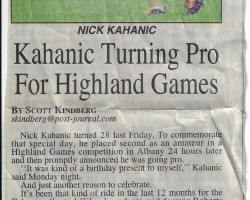 NICK KAHANIC
Kahanic Turning Pro
For Highland Games
BY SCOTT KINDBERG
skindberg@post-journal.com
Nick Kahanic turned 28 last Friday. To commemorate
that special day, he placed second as an amateur in a
Highland Games competition in Albany 24 hours later
and then promptly announced he was going pro.
"It was kind of a birthday present to myself," Kahanic
said Monday night.
And just another reason to celebrate.
It's been that kind of ride in the last 12 months for the